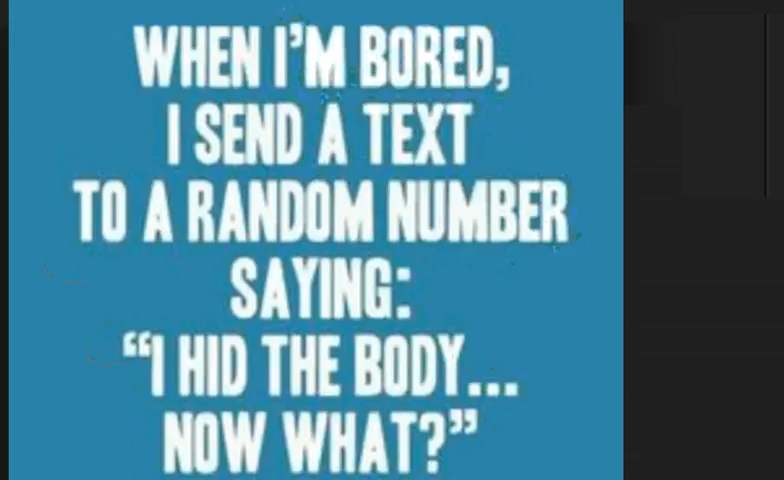 WHEN I'M BORED,
I SEND A TEXT
TO A RANDOM NUMBER
SAYING:
“I HID THE BODY...
NOW WHAT?”